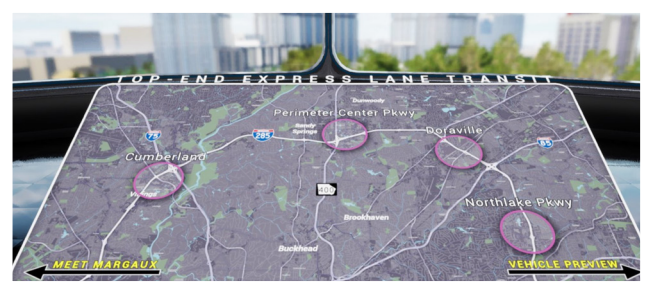 TOP-END EXPRESS LANE TRANSIT
Dunwoody
Perimeter Center Pkwy
Sandy
Springs
Doraville
75
285
85
Cumberland
Vinings
400
Northlake Pkwy
Brookhaven
Buckhead
MEET MARGAUX
VEHICLE PREVIEW